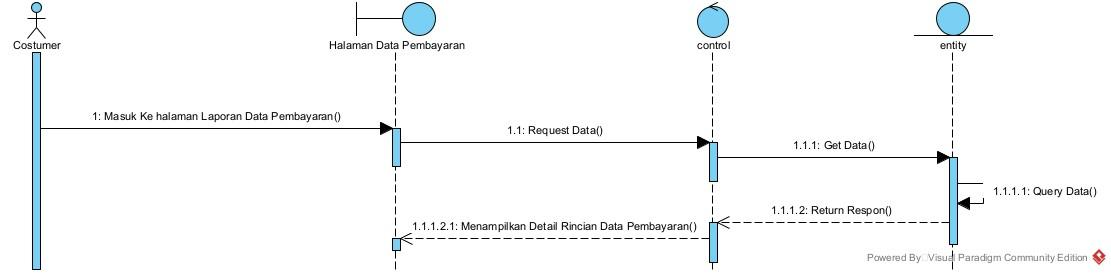 Costumer
Halaman Data Pembayaran
control
entity
1: Masuk Ke halaman Laporan Data Pembayaran()
1.1: Request Data()
1.1.1: Get Data()
1.1.1.1: Query Data()
1.1.1.2: Return Respon()
1.1.1.2.1: Menampilkan Detail Rincian Data Pembayaran()
Powered By Visual Paradigm Community Edition